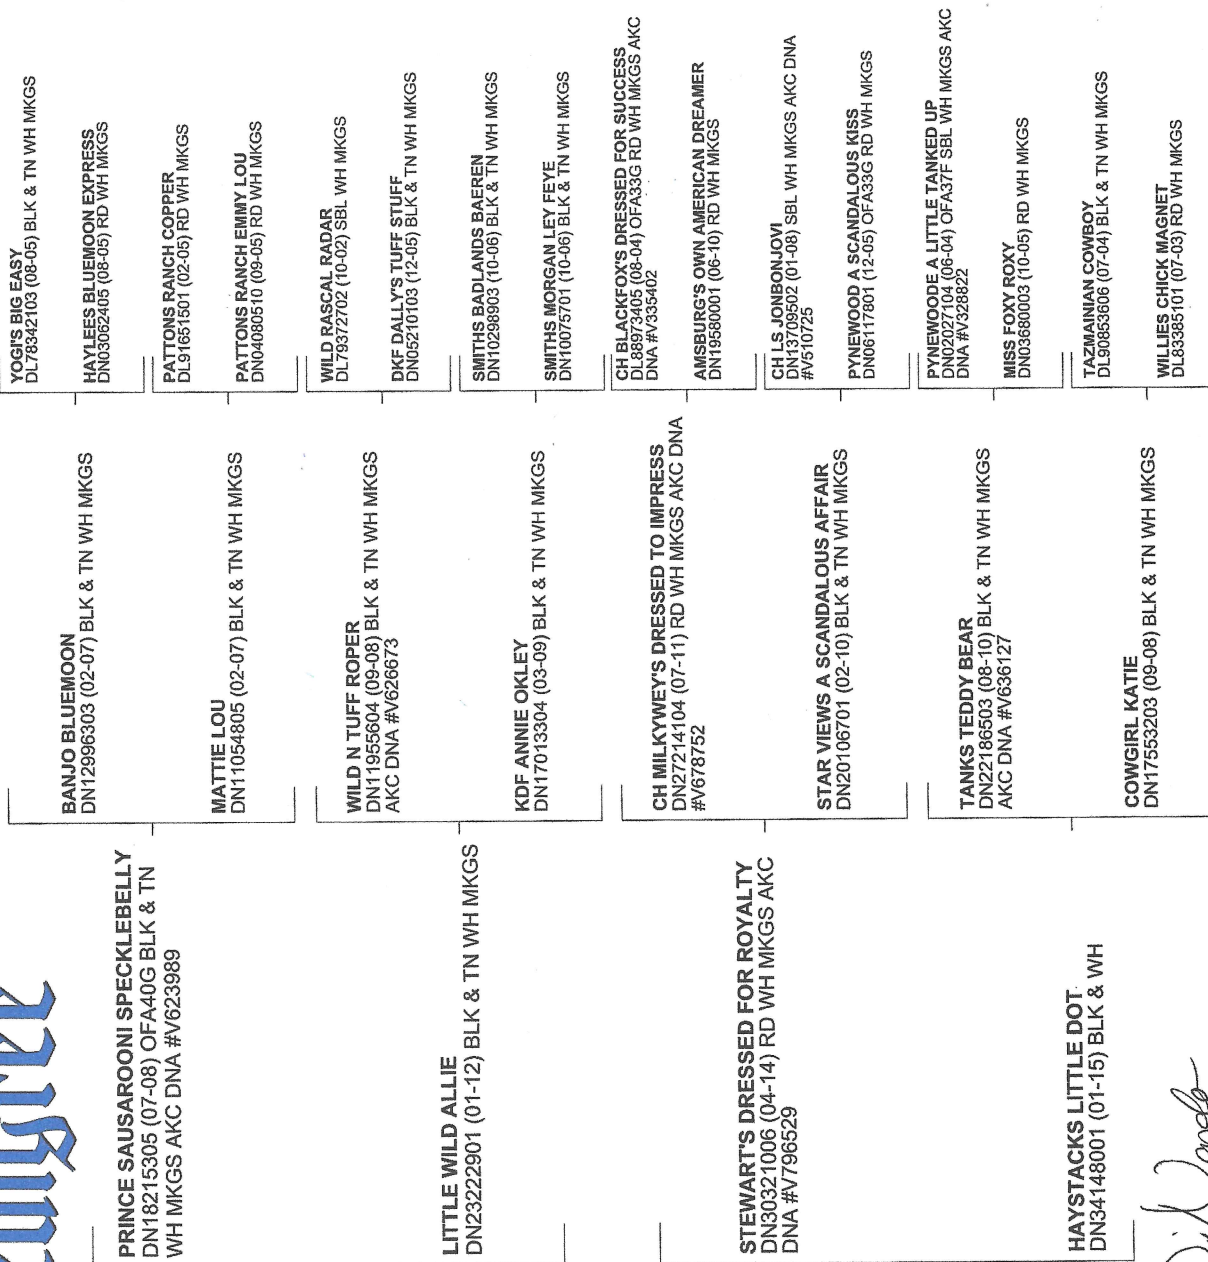 PRINCE SAUSAROONI SPECKLEBELLY
DN18215305 (07-08) OFA40G BLK & TN
WH MKGS AKC DNA #V623989
LITTLE WILD ALLIE
DN23222901 (01-12) BLK & TN WH MKGS
STEWART'S DRESSED FOR ROYALTY
DN30321006 (04-14) RD WH MKGS AKC
DNA #V796529
HAYSTACKS LITTLE DOT
DN34148001 (01-15) BLK & WH
BANJO BLUEMOON
DN12996303 (02-07) BLK & TN WH MKGS
MATTIE LOU
DN11054805 (02-07) BLK & TN WH MKGS
WILD N TUFF ROPER
DN11955604 (09-08) BLK & TN WH MKGS
AKC DNA #V626673
KDF ANNIE OKLEY
DN17013304 (03-09) BLK & TN WH MKGS
CH MILKYWEY'S DRESSED TO IMPRESS
DN27214104 (07-11) RD WH MKGS AKC DNA
#V678752
STAR VIEWS A SCANDALOUS AFFAIR
DN20106701 (02-10) BLK & TN WH MKGS
TANKS TEDDY BEAR
DN22186503 (08-10) BLK & TN WH MKGS
AKC DNA #V636127
COWGIRL KATIE
DN17553203 (09-08) BLK & TN WH MKGS
YOGI'S BIG EASY
DL78342103 (08-05) BLK & TN WH MKGS
HAYLEES BLUEMOON EXPRESS
DN03062405 (08-05) RD WH MKGS
PATTONS RANCH COPPER
DL91651501 (02-05) RD WH MKGS
PATTONS RANCH EMMY LOU
DN04080510 (09-05) RD WH MKGS
WILD RASCAL RADAR
DL79372702 (10-02) SBL WH MKGS
DKF DALLY'S TUFF STUFF
DN05210103 (12-05) BLK & TN WH MKGS
SMITHS BADLANDS BAEREN
DN10298903 (10-06) BLK & TN WH MKGS
SMITHS MORGAN LEY FEYE
DN10075701 (10-06) BLK & TN WH MKGS
CH BLACKFOX'S DRESSED FOR SUCCESS
DL88973405 (08-04) OFA33G RD WH MKGS AKC
DNA #V335402
AMSBURG'S OWN AMERICAN DREAMER
DN19580001 (06-10) RD WH MKGS
CH LS JONBONJOVI
DN13709502 (01-08) SBL WH MKGS AKC DNA
#V510725
PYNEWOOD A SCANDALOUS KISS
DN06117801 (12-05) OFA33G RD WH MKGS
PYNEWOODE A LITTLE TANKED UP
DN02027104 (06-04) OFA37F SBL WH MKGS AKC
DNA #V328822
MISS FOXY ROXY
DN03680003 (10-05) RD WH MKGS
TAZMAINIAN COWBOY
DL90853606 (07-04) BLK & TN WH MKGS
WILLIES CHICK MAGNET
DL83385101 (07-03) RD WH MKGS